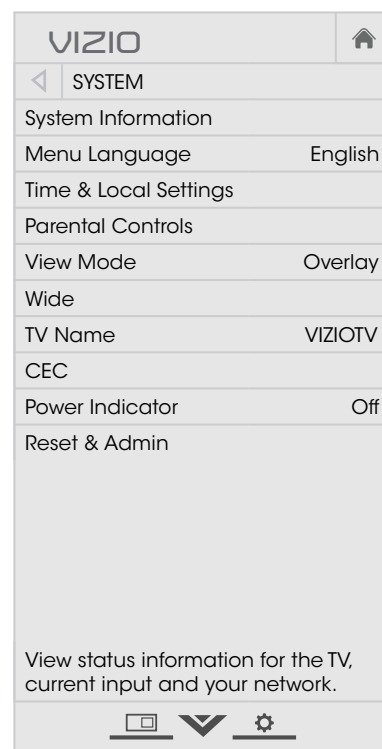 VIZIO
SYSTEM
System Information
Menu Language English
Time & Local Settings
Parental Controls
View Mode Overlay
Wide
TV Name VIZIOTV
CEC
Power Indicator Off
Reset & Admin
View status information for the TV,
current input and your network.